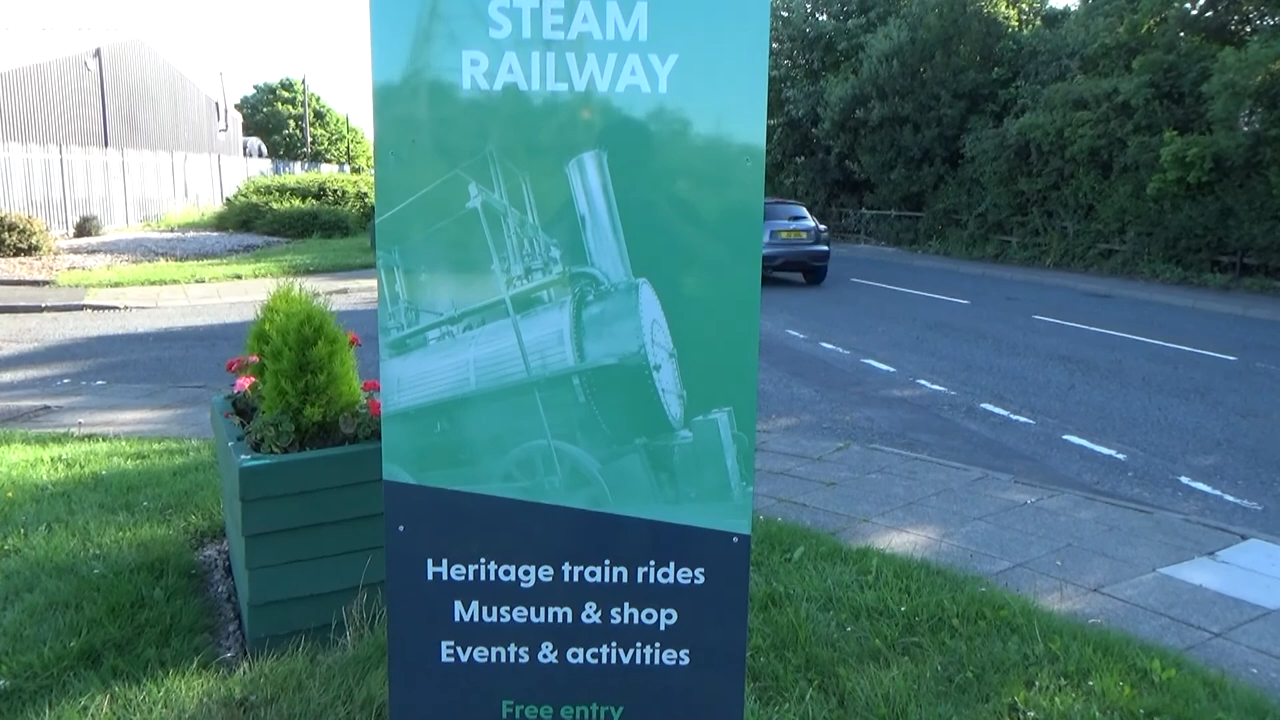 STEAM
RAILWAY
Heritage train rides
Museum & shop
Events & activities
Free entry